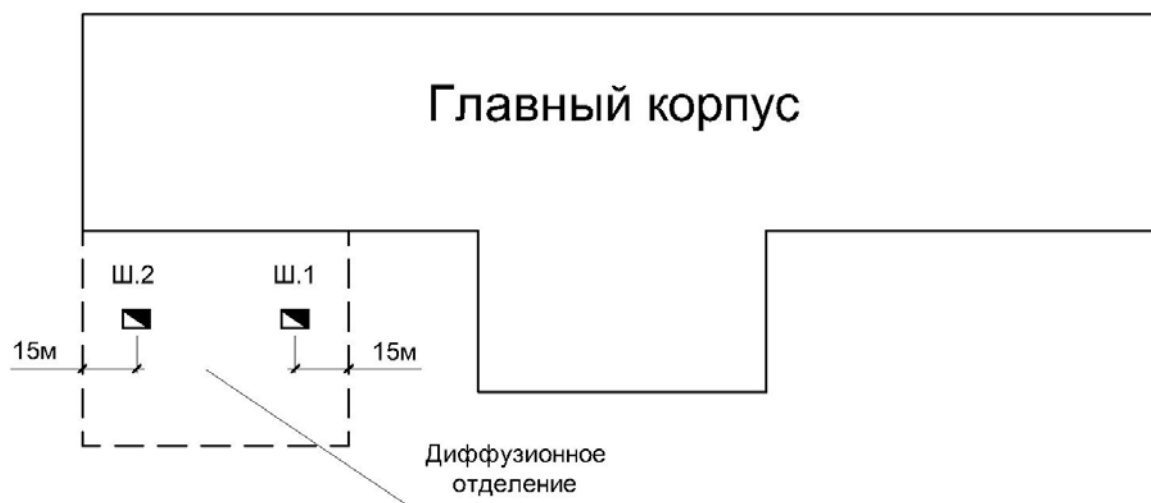 Главный корпус
Ш.2
Ш.1
15м
15м
Диффузионное
отделение